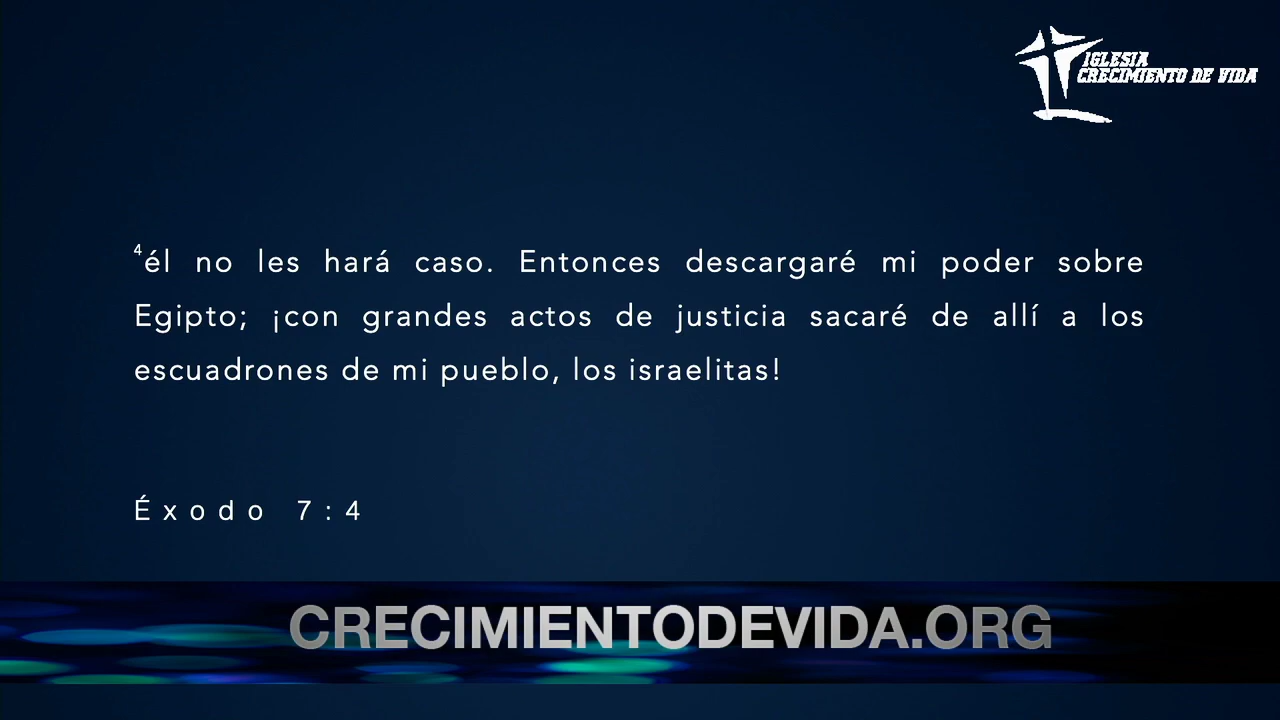 IGLESIA
CRECIMIENTO DE VIDA
⁴él no les hará caso. Entonces descargaré mi poder sobre
Egipto; ¡con grandes actos de justicia sacaré de allí a los
escuadrones de mi pueblo, los israelitas!
Éxodo 7:4
CRECIMIENTODEVIDA.ORG